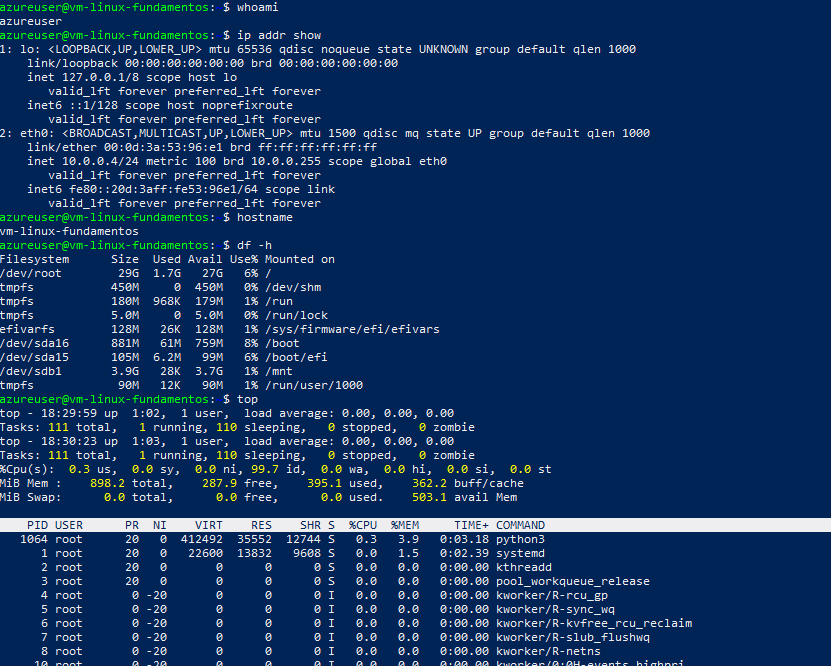 azureuser@vm-linux-fundamentos:~$ whoami
azureuser
azureuser@vm-linux-fundamentos:~$ ip addr show
1: lo: <LOOPBACK,UP,LOWER_UP> mtu 65536 qdisc noqueue state UNKNOWN group default qlen 1000
    link/loopback 00:00:00:00:00:00 brd 00:00:00:00:00:00
    inet 127.0.0.1/8 scope host lo
       valid_lft forever preferred_lft forever
    inet6 ::1/128 scope host noprefixroute
       valid_lft forever preferred_lft forever
2: eth0: <BROADCAST,MULTICAST,UP,LOWER_UP> mtu 1500 qdisc mq state UP group default qlen 1000
    link/ether 00:0d:3a:53:96:e1 brd ff:ff:ff:ff:ff:ff
    inet 10.0.0.4/24 metric 100 brd 10.0.0.255 scope global eth0
       valid_lft forever preferred_lft forever
    inet6 fe80::20d:3aff:fe53:96e1/64 scope link
       valid_lft forever preferred_lft forever
azureuser@vm-linux-fundamentos:~$ hostname
vm-linux-fundamentos
azureuser@vm-linux-fundamentos:~$ df -h
Filesystem      Size  Used Avail Use% Mounted on
/dev/root        29G  1.7G   27G   6% /
tmpfs           450M     0  450M   0% /dev/shm
tmpfs           180M  968K  179M   1% /run
tmpfs           5.0M     0  5.0M   0% /run/lock
efivarfs        128M   26K  128M   1% /sys/firmware/efi/efivars
/dev/sda16      881M   61M  759M   8% /boot
/dev/sda15      105M  6.2M   99M   6% /boot/efi
/dev/sdb1       3.9G   28K  3.7G   1% /mnt
tmpfs            90M   12K   90M   1% /run/user/1000
azureuser@vm-linux-fundamentos:~$ top
top - 18:29:59 up  1:02,  1 user,  load average: 0.00, 0.00, 0.00
Tasks: 111 total,   1 running, 110 sleeping,   0 stopped,   0 zombie
top - 18:30:23 up  1:03,  1 user,  load average: 0.00, 0.00, 0.00
Tasks: 111 total,   1 running, 110 sleeping,   0 stopped,   0 zombie
%Cpu(s):  0.3 us,  0.0 sy,  0.0 ni, 99.7 id,  0.0 wa,  0.0 hi,  0.0 si,  0.0 st
MiB Mem :    898.2 total,    287.9 free,    395.1 used,    362.2 buff/cache
MiB Swap:      0.0 total,      0.0 free,      0.0 used.    503.1 avail Mem
PID USER      PR  NI    VIRT    RES    SHR S  %CPU  %MEM     TIME+ COMMAND
1064 root      20   0  412492  35552  12744 S   0.3   3.9   0:03.18 python3
1 root      20   0   22600  13832   9608 S   0.0   1.5   0:02.39 systemd
2 root      20   0       0      0      0 S   0.0   0.0   0:00.00 kthreadd
3 root      20   0       0      0      0 S   0.0   0.0   0:00.00 pool_workqueue_release
4 root       0 -20       0      0      0 I   0.0   0.0   0:00.00 kworker/R-rcu_gp
5 root       0 -20       0      0      0 I   0.0   0.0   0:00.00 kworker/R-sync_wq
6 root       0 -20       0      0      0 I   0.0   0.0   0:00.00 kworker/R-kvfree_rcu_reclaim
7 root       0 -20       0      0      0 I   0.0   0.0   0:00.00 kworker/R-slub_flushwq
8 root       0 -20       0      0      0 I   0.0   0.0   0:00.00 kworker/R-netns
10 root       0 -20       0      0      0 I   0.0   0.0   0:00.00 kworker/0:0H-events_highpri